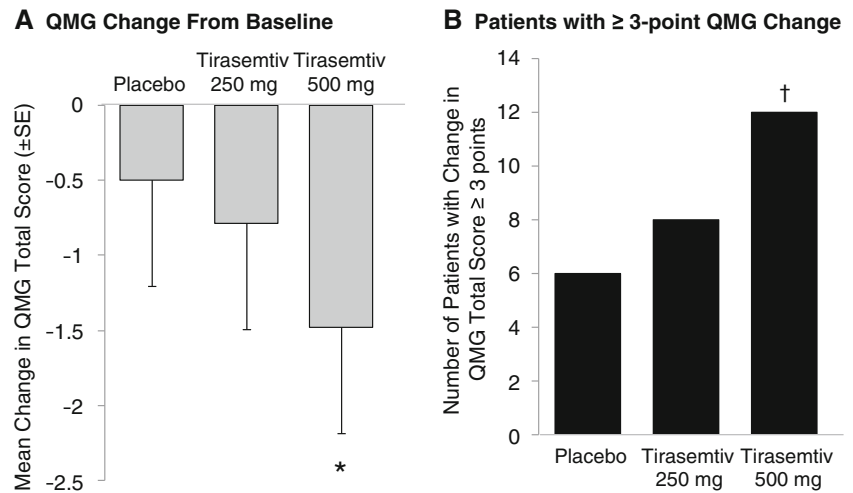 A QMG Change From Baseline
Placebo
Tirasemtiv
250 mg
Tirasemtiv
500 mg
Mean Change in QMG Total Score (±SE)
0
-0.5
-1
-1.5
-2
-2.5
*
B Patients with ≥ 3-point QMG Change
Number of Patients with Change in
QMG Total Score ≥ 3 points
14
12
10
8
6
4
2
0
†
Placebo
Tirasemtiv
250 mg
Tirasemtiv
500 mg